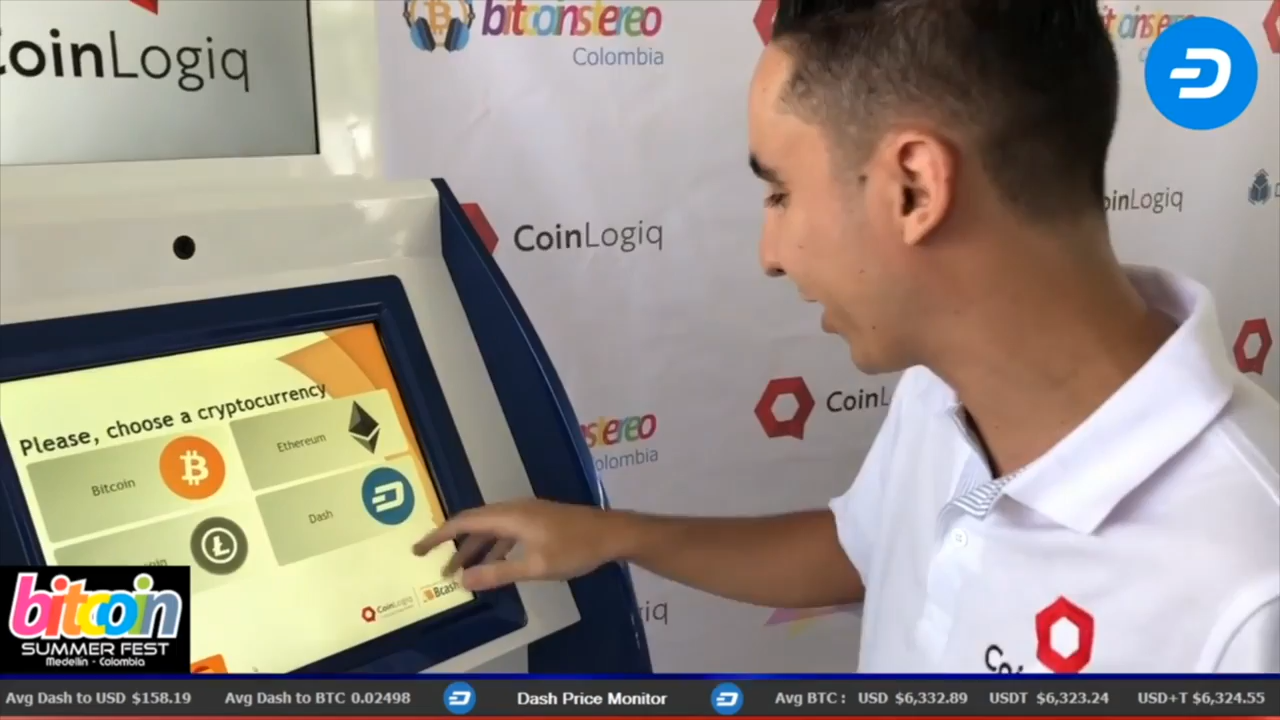 CoinLogiq
bitcoinstereo
Colombia
CoinLogiq
CoinLogiq
Please, choose a cryptocurrency
Bitcoin
Ethereum
Dash
CoinLogiq
Bcash
bitcoin
SUMMER FEST
Medellín - Colombia
Avg Dash to USD $158.19
Avg Dash to BTC 0.02498
Dash Price Monitor
Avg BTC : USD $6,332.89
USDT $6,323.24
USD+T $6,324.55